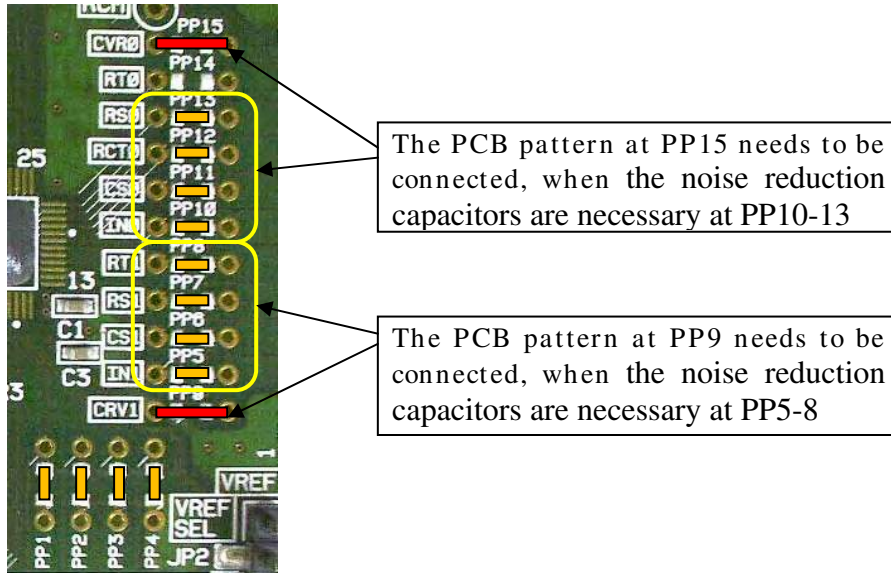 RCM
PP15
CVR0
PP14
RT0
PP13
RS0
PP12
RCT0
PP11
CS0
PP10
IN0
PP8
RT1
PP7
RS1
PP6
CS1
PP5
CRV1
25
13
C1
C3
PP1
PP2
PP3
PP4
VREF
VREF
SEL
JP2
1
The PCB pattern at PP15 needs to be
connected, when the noise reduction
capacitors are necessary at PP10-13
The PCB pattern at PP9 needs to be
connected, when the noise reduction
capacitors are necessary at PP5-8